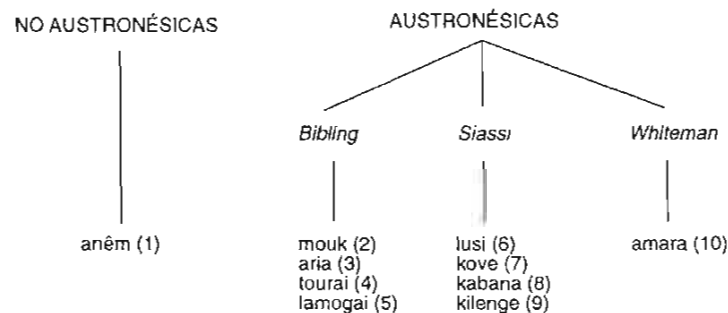 NO AUSTRONÉSICAS
AUSTRONÉSICAS
Bibling
Siassi
Whiteman
anêm (1)
mouk (2)
aria (3)
tourai (4)
lamogai (5)
lusi (6)
kove (7)
kabana (8)
kilenge (9)
amara (10)